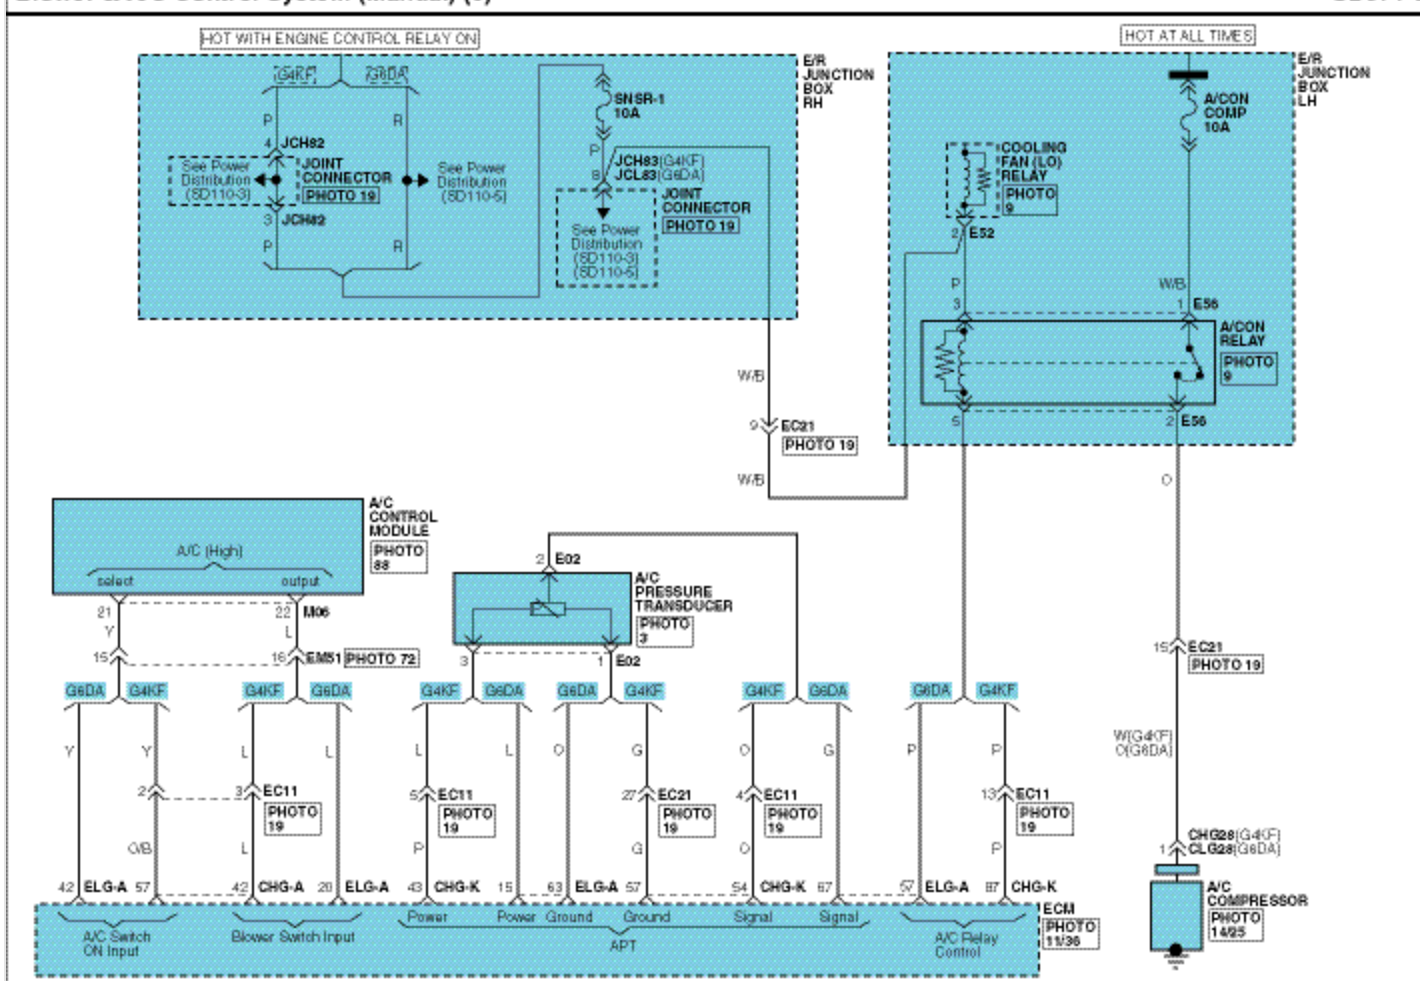 HOT WITH ENGINE CONTROL RELAY ON
HOT AT ALL TIMES
E/R
JUNCTION
BOX
RH
G4KF
G6DA
P
R
4
JCH82
See Power
Distribution
(SD110-3)
JOINT
CONNECTOR
PHOTO 19
3
JCH82
P
R
See Power
Distribution
(SD110-5)
SNSR-1
10A
P
8
JCH83(G4KF)
JCL83(G6DA)
JOINT
CONNECTOR
PHOTO 19
See Power
Distribution
(SD110-3)
(SD110-5)
E/R
JUNCTION
BOX
LH
A/CON
COMP
10A
COOLING
FAN (LO)
RELAY
PHOTO
9
2
E52
P
W/B
3
1
E56
A/CON
RELAY
PHOTO
9
5
2
E56
W/B
9
EC21
PHOTO 19
W/B
O
A/C
CONTROL
MODULE
PHOTO
88
A/C (High)
select
output
21
22
M06
Y
L
15
16
EM51
PHOTO 72
2
E02
A/C
PRESSURE
TRANSDUCER
PHOTO
3
3
1
E02
15
EC21
PHOTO 19
G6DA
G4KF
G4KF
G6DA
G4KF
G6DA
G6DA
G4KF
G4KF
G6DA
G6DA
G4KF
Y
Y
L
L
L
L
O
G
O
G
P
P
W(G4KF)
O(G6DA)
2
3
EC11
PHOTO
19
5
EC11
PHOTO
19
27
EC21
PHOTO
19
4
EC11
PHOTO
19
13
EC11
PHOTO
19
O/B
L
P
G
O
P
1
CHG28(G4KF)
CLG28(G6DA)
42
ELG-A
57
42
CHG-A
20
ELG-A
43
CHG-K
15
63
ELG-A
57
54
CHG-K
67
57
ELG-A
87
CHG-K
A/C
COMPRESSOR
PHOTO
14/25
ECM
PHOTO
11/36
A/C Switch
ON Input
Blower Switch Input
Power
Power
Ground
Ground
Signal
Signal
APT
A/C Relay
Control